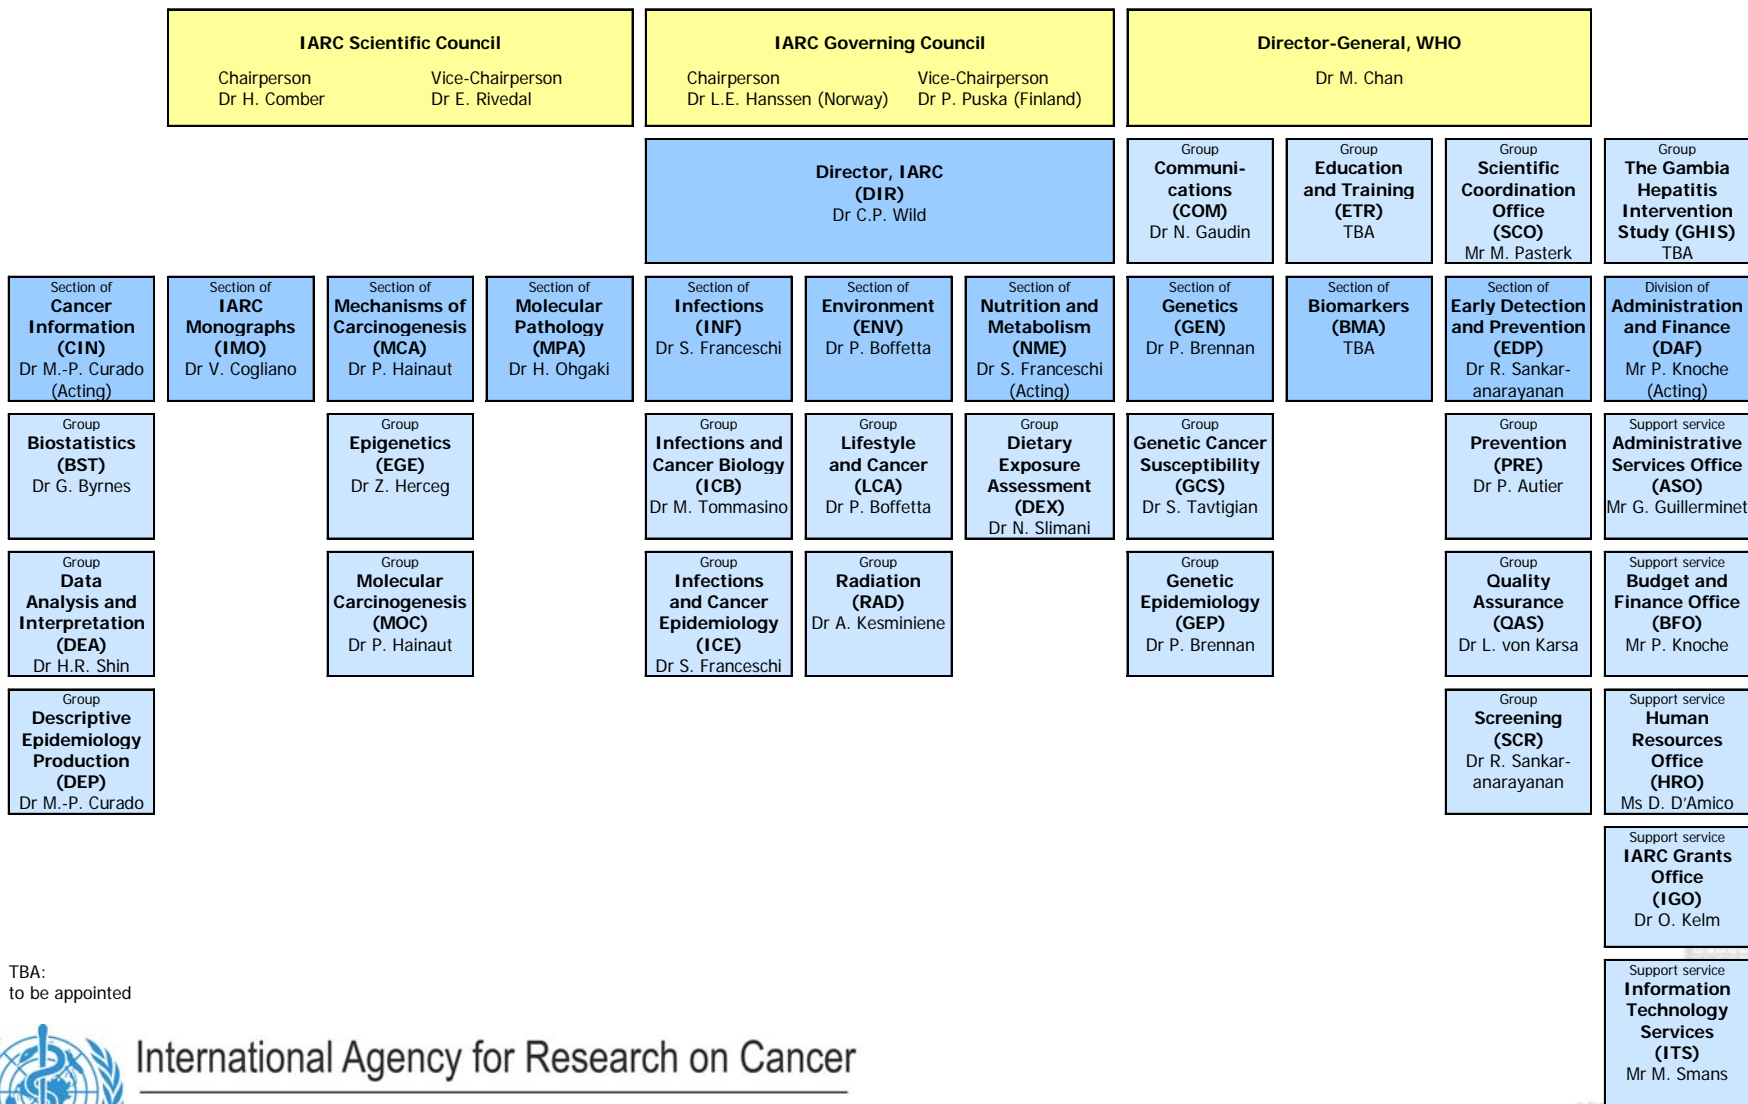 IARC Scientific Council
Chairperson
Vice-Chairperson
Dr H. Comber
Dr E. Rivedal
IARC Governing Council
Chairperson
Vice-Chairperson
Dr L.E. Hanssen (Norway)
Dr P. Puska (Finland)
Director-General, WHO
Dr M. Chan
Director, IARC
(DIR)
Dr C.P. Wild
Group
Communi-
cations
(COM)
Dr N. Gaudin
Group
Education
and Training
(ETR)
TBA
Group
Scientific
Coordination
Office
(SCO)
Mr M. Pasterk
Group
The Gambia
Hepatitis
Intervention
Study (GHIS)
TBA
Section of
Cancer
Information
(CIN)
Dr M.-P. Curado
(Acting)
Section of
IARC
Monographs
(IMO)
Dr V. Cogliano
Section of
Mechanisms of
Carcinogenesis
(MCA)
Dr P. Hainaut
Section of
Molecular
Pathology
(MPA)
Dr H. Ohgaki
Section of
Infections
(INF)
Dr S. Franceschi
Section of
Environment
(ENV)
Dr P. Boffetta
Section of
Nutrition and
Metabolism
(NME)
Dr S. Franceschi
(Acting)
Section of
Genetics
(GEN)
Dr P. Brennan
Section of
Biomarkers
(BMA)
TBA
Section of
Early Detection
and Prevention
(EDP)
Dr R. Sankar-
anarayanan
Division of
Administration
and Finance
(DAF)
Mr P. Knoche
(Acting)
Group
Biostatistics
(BST)
Dr G. Byrnes
Group
Epigenetics
(EGE)
Dr Z. Herceg
Group
Infections and
Cancer Biology
(ICB)
Dr M. Tommasino
Group
Lifestyle
and Cancer
(LCA)
Dr P. Boffetta
Group
Dietary
Exposure
Assessment
(DEX)
Dr N. Slimani
Group
Genetic Cancer
Susceptibility
(GCS)
Dr S. Tavtigian
Group
Prevention
(PRE)
Dr P. Autier
Support service
Administrative
Services Office
(ASO)
Mr G. Guillerminet
Group
Data
Analysis and
Interpretation
(DEA)
Dr H.R. Shin
Group
Molecular
Carcinogenesis
(MOC)
Dr P. Hainaut
Group
Infections
and Cancer
Epidemiology
(ICE)
Dr S. Franceschi
Group
Radiation
(RAD)
Dr A. Kesminiene
Group
Genetic
Epidemiology
(GEP)
Dr P. Brennan
Group
Quality
Assurance
(QAS)
Dr L. von Karsa
Support service
Budget and
Finance Office
(BFO)
Mr P. Knoche
Group
Descriptive
Epidemiology
Production
(DEP)
Dr M.-P. Curado
Group
Screening
(SCR)
Dr R. Sankar-
anarayanan
Support service
Human
Resources
Office
(HRO)
Ms D. D'Amico
Support service
IARC Grants
Office
(IGO)
Dr O. Kelm
Support service
Information
Technology
Services
(ITS)
Mr M. Smans
TBA:
to be appointed
International Agency for Research on Cancer